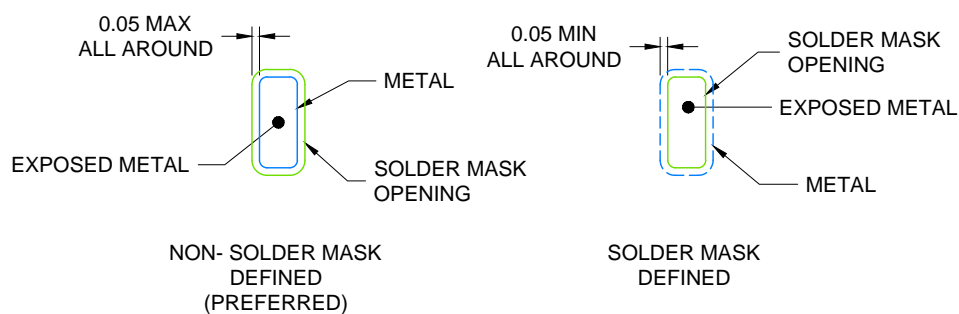 0.05 MAX
ALL AROUND
METAL
EXPOSED METAL
SOLDER MASK
OPENING
NON- SOLDER MASK
DEFINED
(PREFERRED)
0.05 MIN
ALL AROUND
SOLDER MASK
OPENING
EXPOSED METAL
METAL
SOLDER MASK
DEFINED